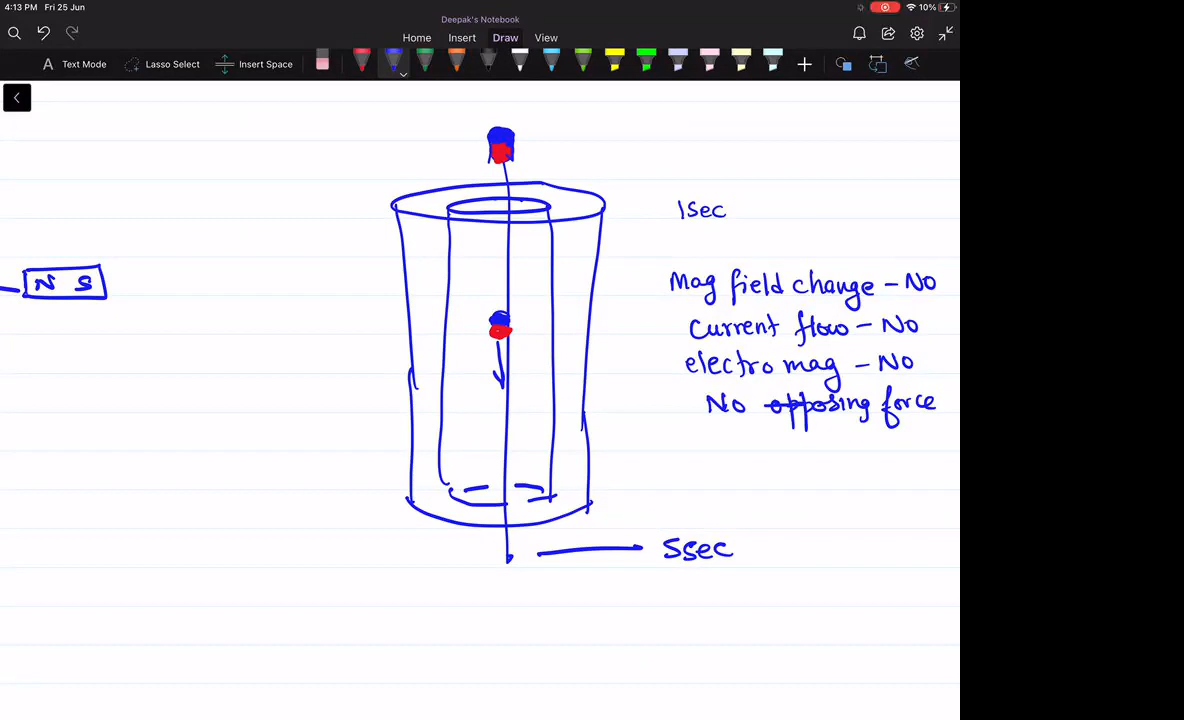 4:13 PM Fri 25 Jun
10%
Deepak's Notebook
Home Insert Draw View
A Text Mode Lasso Select Insert Space
1sec
N S
Mag field change - No
Current flow - No
electro mag - No
No opposing force
5sec